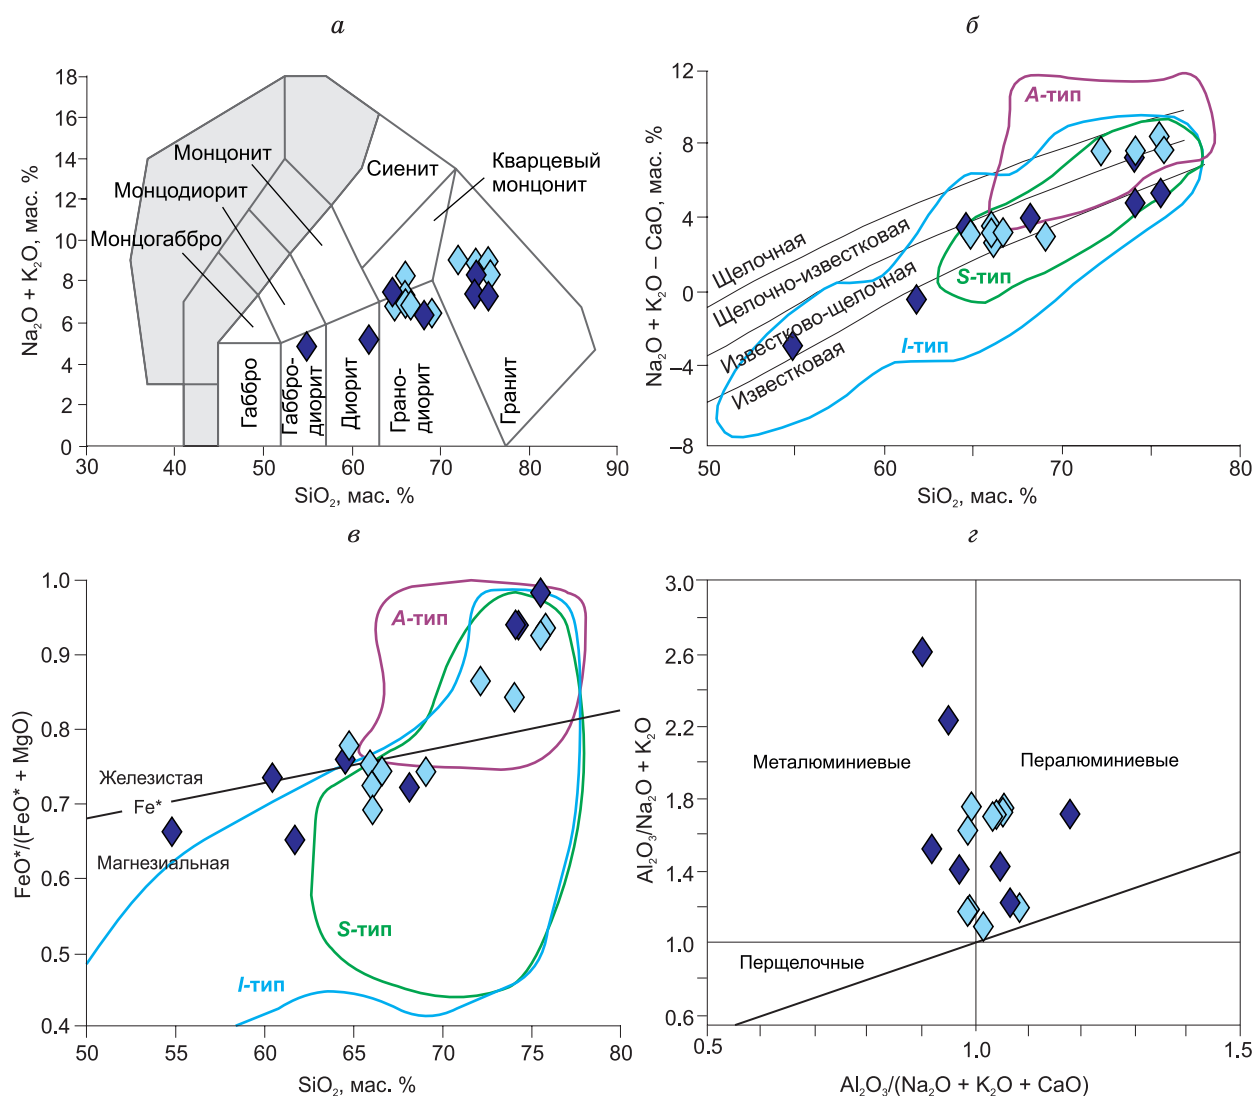 а
18
16
14
12
10
8
6
4
2
0
Na₂O + K₂O, мас. %
Монцонит
Монцодиорит
Монцогаббро
Сиенит
Кварцевый
монцонит
Габбро
Габбро-
диорит
Диорит
Грано-
диорит
Гранит
30
40
50
60
70
80
90
SiO₂, мас. %
б
12
8
4
0
–4
–8
Na₂O + K₂O – CaO, мас. %
А-тип
S-тип
I-тип
Щелочная
Щелочно-известковая
Известково-щелочная
Известковая
50
60
70
80
SiO₂, мас. %
в
1.0
0.9
0.8
0.7
0.6
0.5
0.4
FeO*/(FeO* + MgO)
А-тип
Железистая
Fe*
Магнезиальная
S-тип
I-тип
50
55
60
65
70
75
80
SiO₂, мас. %
г
3.0
2.6
2.2
1.8
1.4
1.0
0.6
Al₂O₃/Na₂O + K₂O
Металюминиевые
Пералюминиевые
Перщелочные
0.5
1.0
1.5
Al₂O₃/(Na₂O + K₂O + CaO)